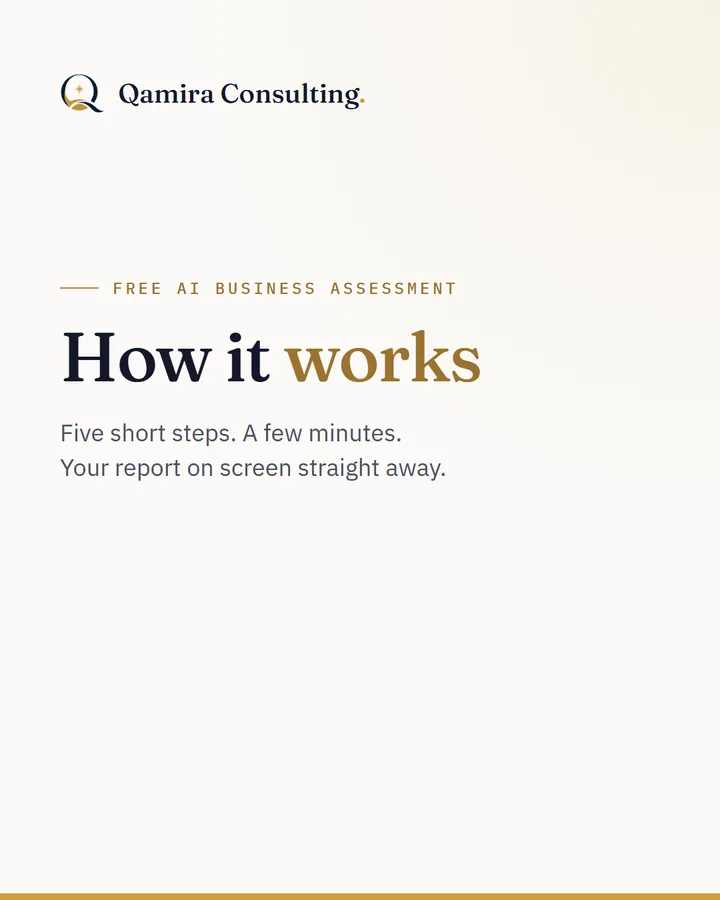 Qamira Consulting.
FREE AI BUSINESS ASSESSMENT
How it works
Five short steps. A few minutes.
Your report on screen straight away.